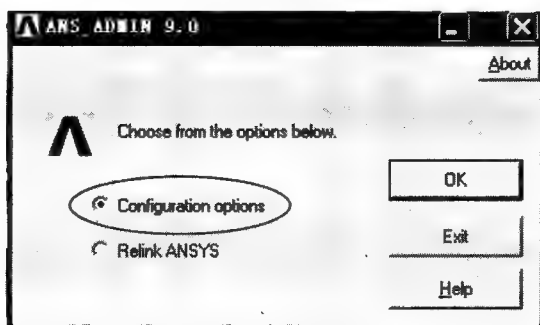 ANS_ADMIN 9.0
About
Choose from the options below.
Configuration options
Relink ANSYS
OK
Exit
Help